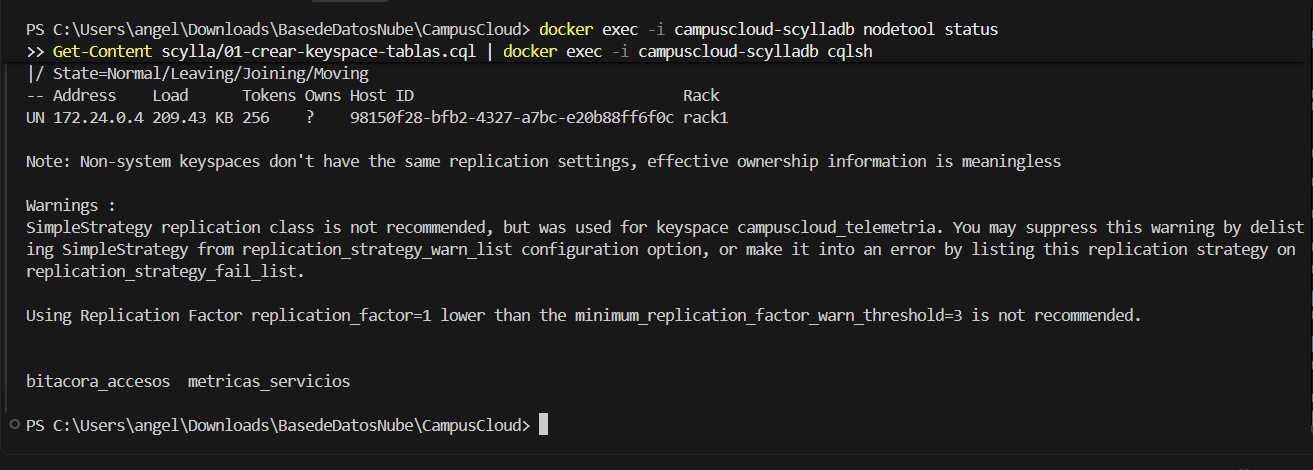 PS C:\Users\angel\Downloads\BasedeDatosNube\CampusCloud> docker exec -i campuscloud-scylladb nodetool status
>> Get-Content scylla/01-crear-keyspace-tablas.cql | docker exec -i campuscloud-scylladb cqlsh
|/ State=Normal/Leaving/Joining/Moving
-- Address    Load      Tokens Owns Host ID                              Rack
UN 172.24.0.4 209.43 KB 256    ?    98150f28-bfb2-4327-a7bc-e20b88ff6f0c rack1
Note: Non-system keyspaces don't have the same replication settings, effective ownership information is meaningless
Warnings :
SimpleStrategy replication class is not recommended, but was used for keyspace campuscloud_telemetria. You may suppress this warning by delist
ing SimpleStrategy from replication_strategy_warn_list configuration option, or make it into an error by listing this replication strategy on
replication_strategy_fail_list.
Using Replication Factor replication_factor=1 lower than the minimum_replication_factor_warn_threshold=3 is not recommended.
bitacora_accesos  metricas_servicios
PS C:\Users\angel\Downloads\BasedeDatosNube\CampusCloud>